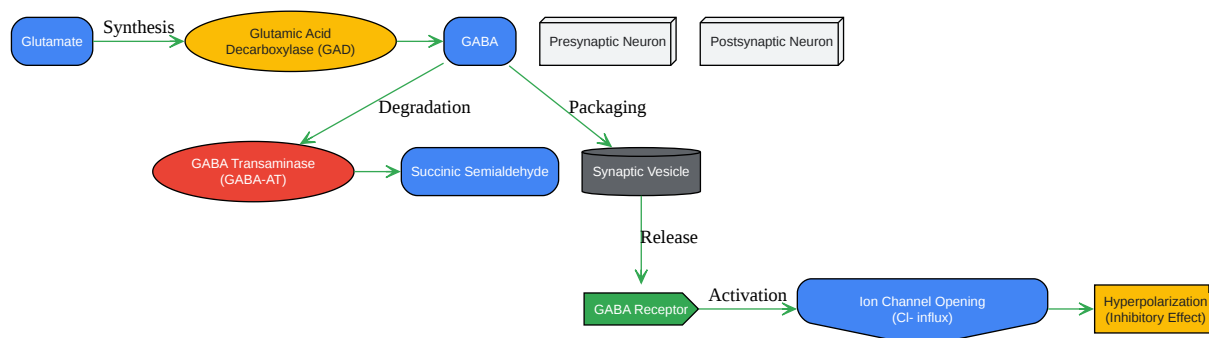 Synthesis
Glutamate
Glutamic Acid
Decarboxylase (GAD)
GABA
Presynaptic Neuron
Postsynaptic Neuron
Degradation
Packaging
GABA Transaminase
(GABA-AT)
Succinic Semialdehyde
Synaptic Vesicle
Release
GABA Receptor
Activation
Ion Channel Opening
(Cl- influx)
Hyperpolarization
(Inhibitory Effect)